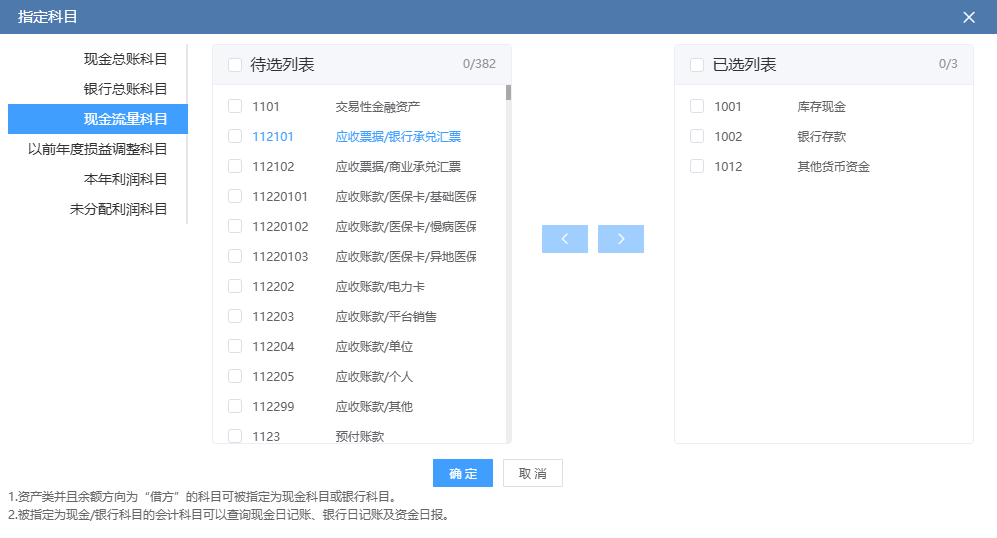 指定科目
现金总账科目
银行总账科目
现金流量科目
以前年度损益调整科目
本年利润科目
未分配利润科目
待选列表 0/382
1101 交易性金融资产
112101 应收票据/银行承兑汇票
112102 应收票据/商业承兑汇票
11220101 应收账款/医保卡/基础医保
11220102 应收账款/医保卡/慢病医保
11220103 应收账款/医保卡/异地医保
112202 应收账款/电力卡
112203 应收账款/平台销售
112204 应收账款/单位
112205 应收账款/个人
112299 应收账款/其他
1123 预付账款
已选列表 0/3
1001 库存现金
1002 银行存款
1012 其他货币资金
确 定 取 消
1.资产类并且余额方向为“借方”的科目可被指定为现金科目或银行科目。
2.被指定为现金/银行科目的会计科目可以查询现金日记账、银行日记账及资金日报。